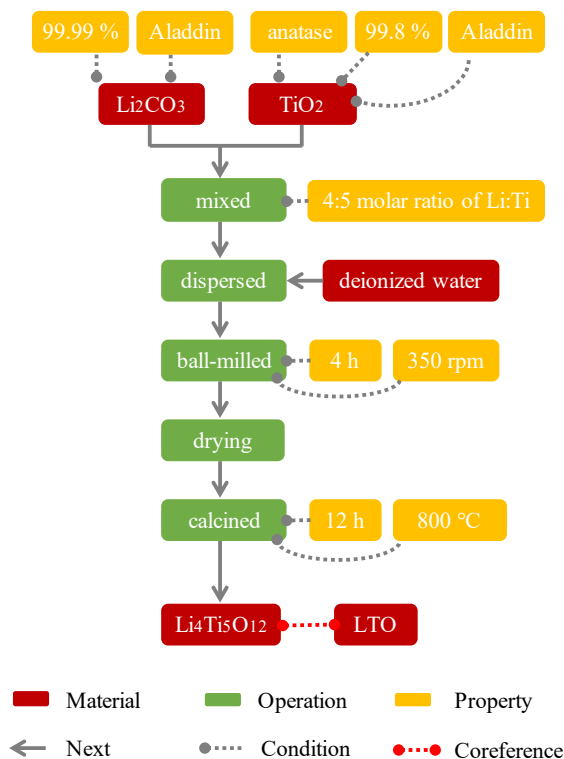 99.99 % Aladdin anatase 99.8 % Aladdin
Li2CO3 TiO2
mixed 4:5 molar ratio of Li:Ti
dispersed deionized water
ball-milled 4 h 350 rpm
drying
calcined 12 h 800 ℃
Li4Ti5O12 LTO
Material Operation Property
Next Condition Coreference